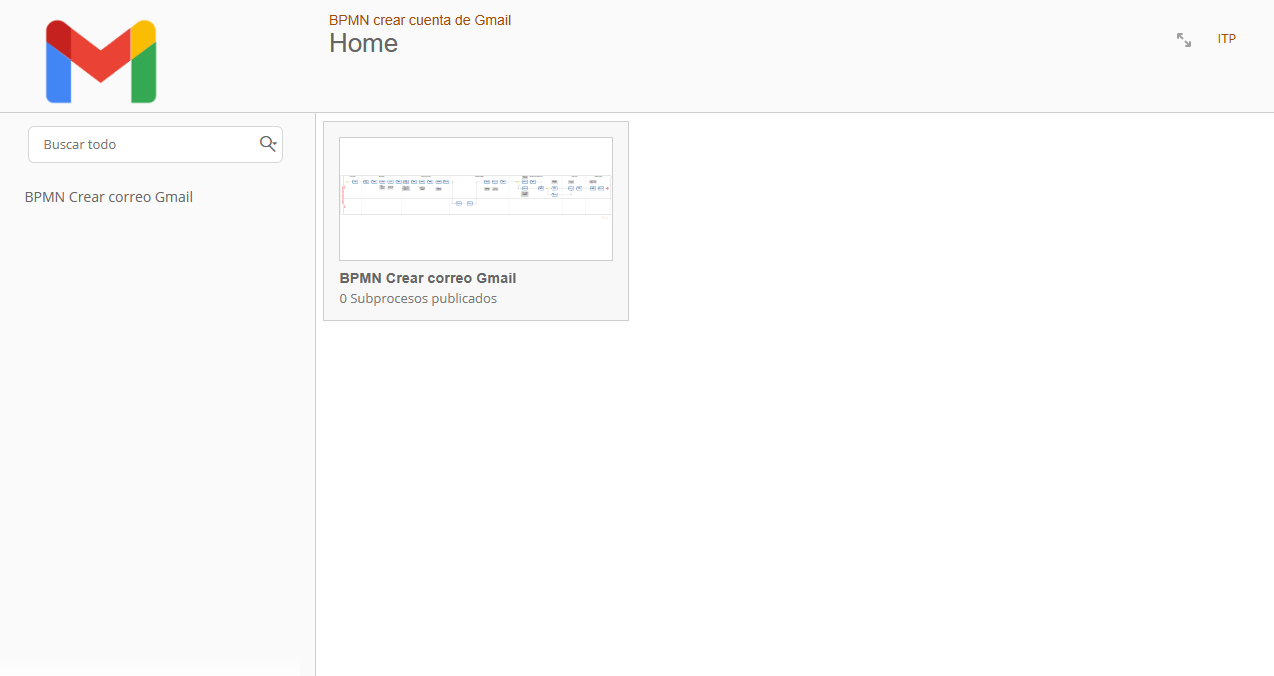 BPMN crear cuenta de Gmail
Home
ITP
Buscar todo
BPMN Crear correo Gmail
BPMN Crear correo Gmail
0 Subprocesos publicados